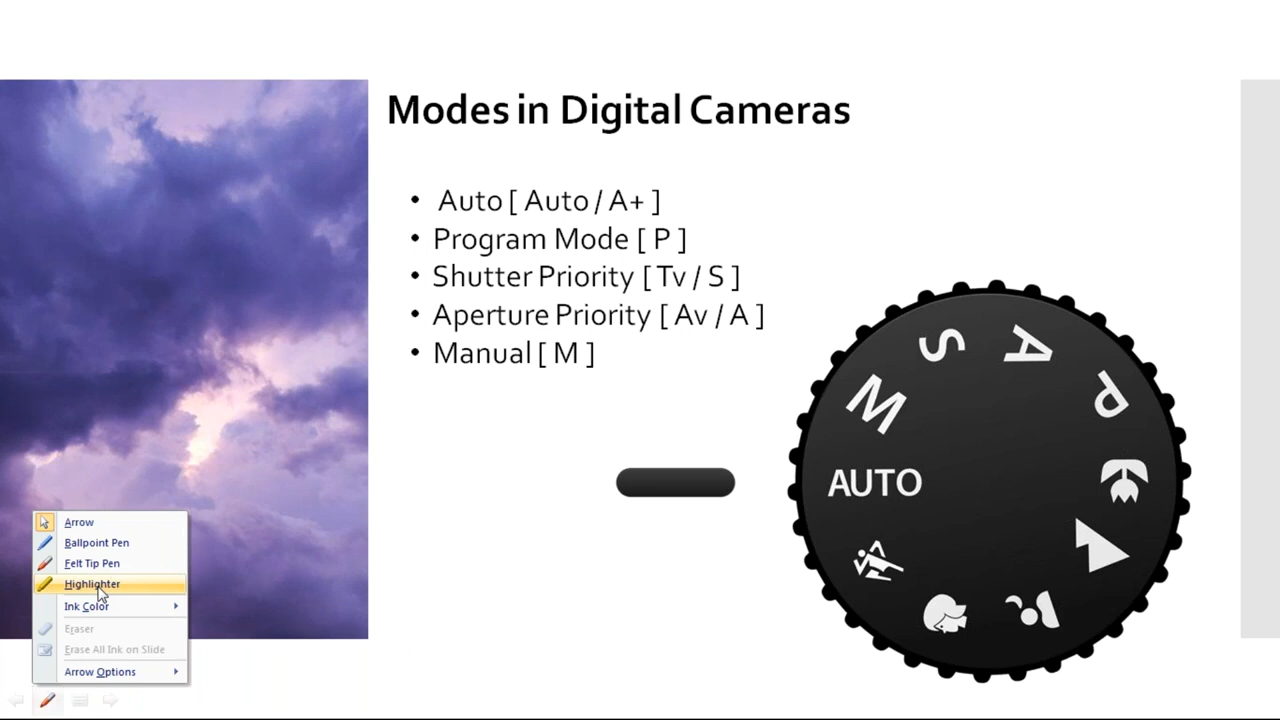 Modes in Digital Cameras
• Auto [ Auto / A+ ]
• Program Mode [ P ]
• Shutter Priority [ Tv / S ]
• Aperture Priority [ Av / A ]
• Manual [ M ]
S
A
M
P
AUTO
Arrow
Ballpoint Pen
Felt Tip Pen
Highlighter
Ink Color
Eraser
Erase All Ink on Slide
Arrow Options